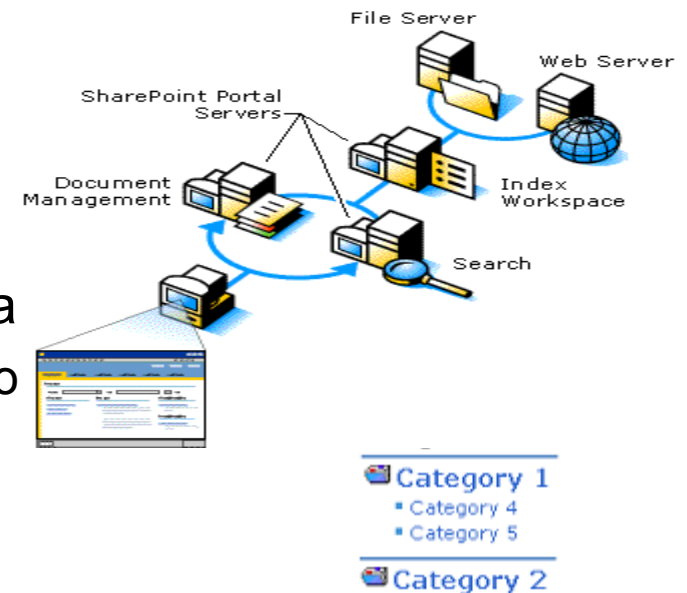 File Server
Web Server
SharePoint Portal
Servers
Document
Management
Index
Workspace
Search
a
o
Category 1
Category 4
Category 5
Category 2